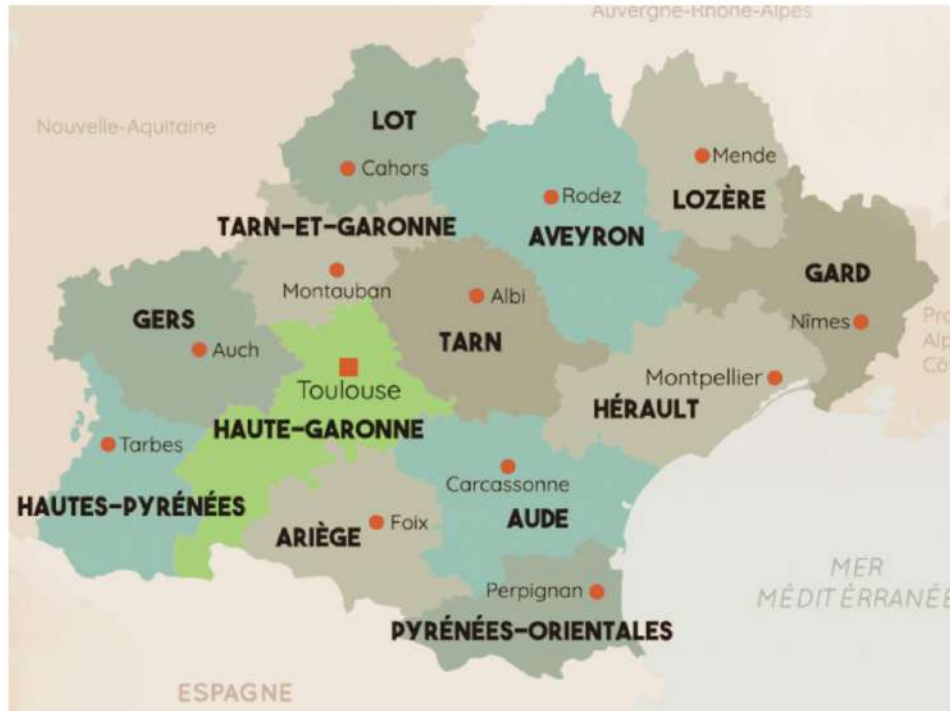 Auvergne-Rhône-Alpes
Nouvelle-Aquitaine
LOT
Cahors
Mende
LOZÈRE
Rodez
AVEYRON
TARN-ET-GARONNE
Montauban
GARD
Nîmes
Albi
TARN
GERS
Auch
Toulouse
HAUTE-GARONNE
Montpellier
HÉRAULT
Tarbes
HAUTES-PYRÉNÉES
Carcassonne
AUDE
Foix
ARIÈGE
Perpignan
PYRÉNÉES-ORIENTALES
MER
MÉDITÉRRANÉE
ESPAGNE